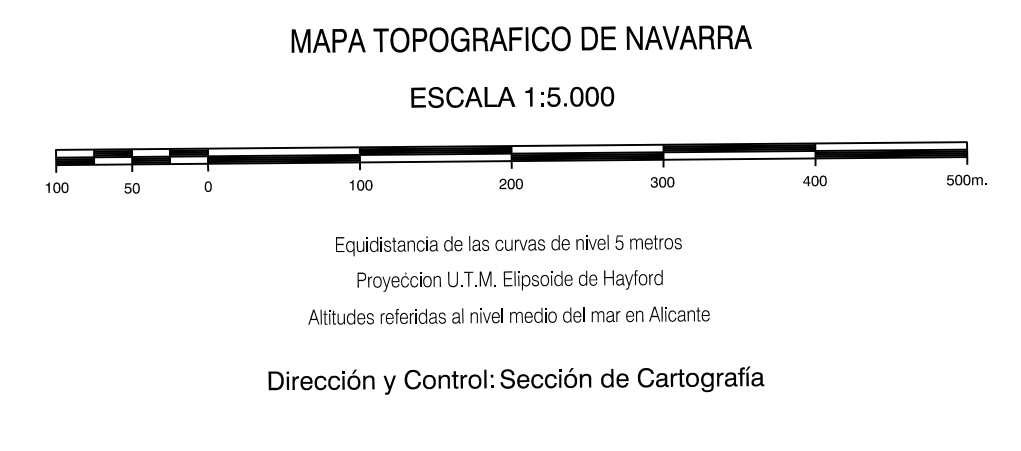 MAPA TOPOGRAFICO DE NAVARRA
ESCALA 1:5.000
100 50 0 100 200 300 400 500m.
Equidistancia de las curvas de nivel 5 metros
Proyeccion U.T.M. Elipsoide de Hayford
Altitudes referidas al nivel medio del mar en Alicante
Dirección y Control: Sección de Cartografía